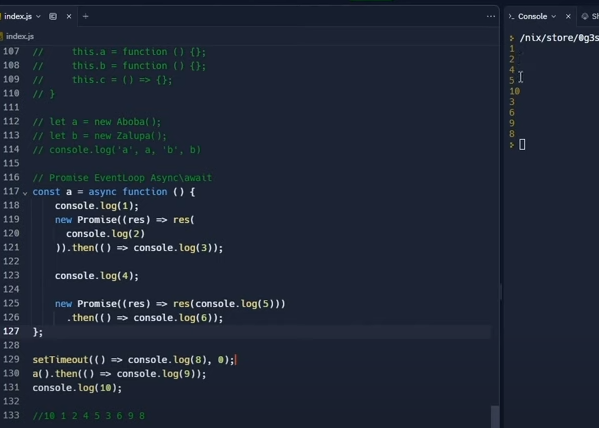 index.js
index.js
107 //     this.a = function () {};
108 //     this.b = function () {};
109 //     this.c = () => {};
110 // }
111
112 // let a = new Aboba();
113 // let b = new Zalupa();
114 // console.log('a', a, 'b', b)
115
116 // Promise EventLoop Async\await
117 const a = async function () {
118     console.log(1);
119     new Promise((res) => res(
120       console.log(2)
121     )).then(() => console.log(3));
122
123     console.log(4);
124
125     new Promise((res) => res(console.log(5)))
126       .then(() => console.log(6));
127 };
128
129 setTimeout(() => console.log(8), 0);
130 a().then(() => console.log(9));
131 console.log(10);
132
133 //10 1 2 4 5 3 6 9 8
Console
/nix/store/0g3s
1
2
4
5
10
3
6
9
8